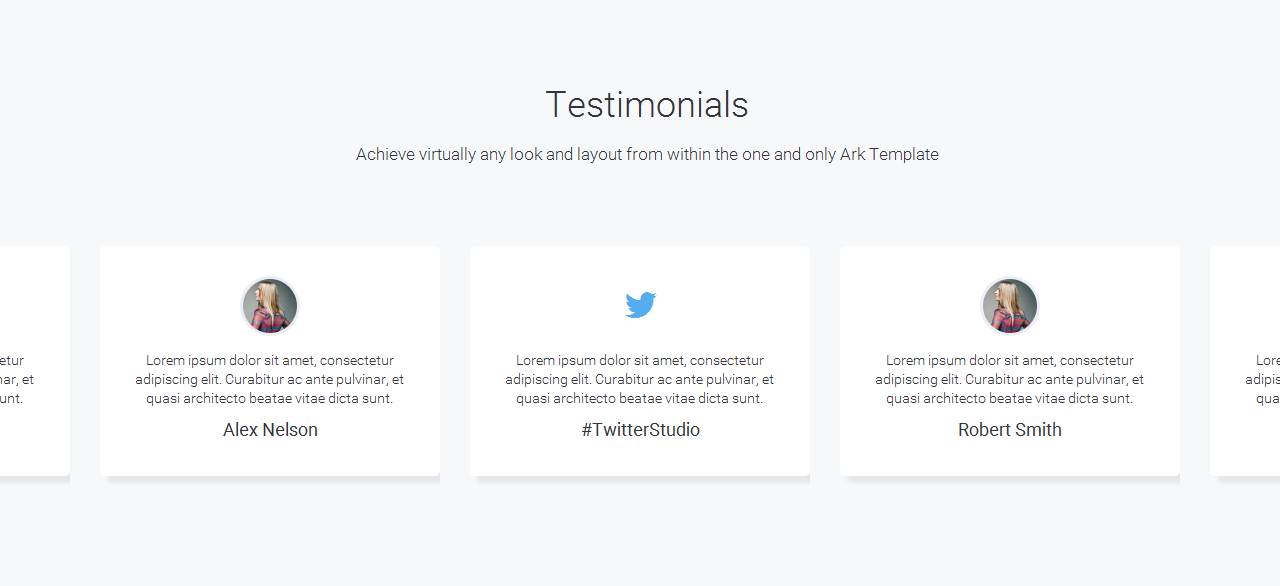 Testimonials
Achieve virtually any look and layout from within the one and only Ark Template
etur
nar, et
unt.
Lorem ipsum dolor sit amet, consectetur
adipiscing elit. Curabitur ac ante pulvinar, et
quasi architecto beatae vitae dicta sunt.
Alex Nelson
Lorem ipsum dolor sit amet, consectetur
adipiscing elit. Curabitur ac ante pulvinar, et
quasi architecto beatae vitae dicta sunt.
#TwitterStudio
Lorem ipsum dolor sit amet, consectetur
adipiscing elit. Curabitur ac ante pulvinar, et
quasi architecto beatae vitae dicta sunt.
Robert Smith
Lore
adipis
qua